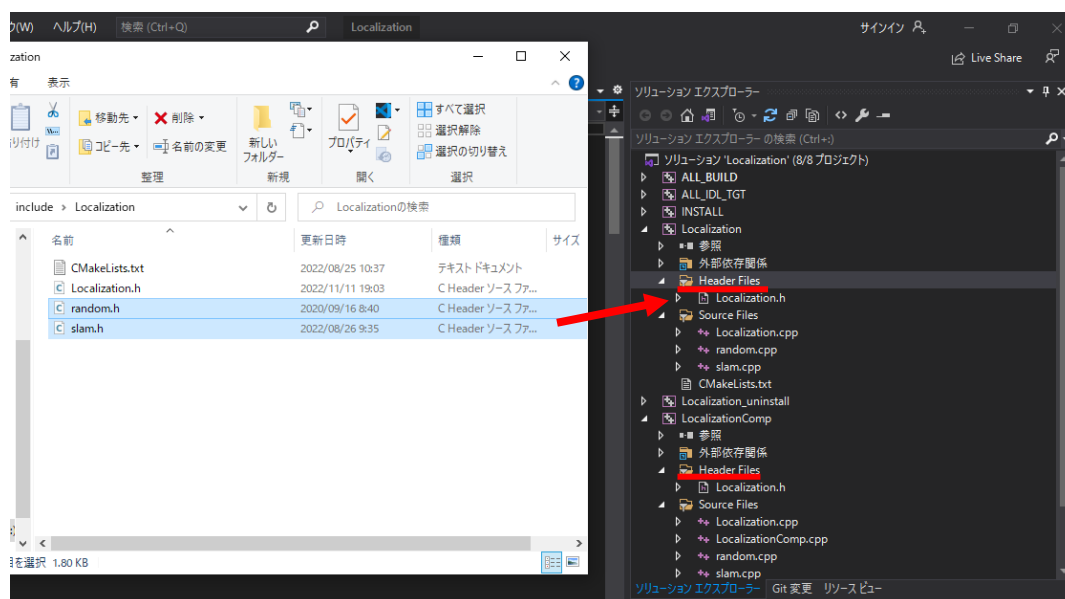 ウ(W) ヘルプ(H) 検索 (Ctrl+Q) Localization サインイン
zation
Live Share
有 表示
ソリューション エクスプローラー
移動先 削除
コピー先 名前の変更
新しい
フォルダー
プロパティ
すべて選択
選択解除
選択の切り替え
り付け
整理 新規 開く 選択
ソリューション エクスプローラー の検索 (Ctrl+:)
include > Localization
Localizationの検索
名前 更新日時 種類 サイズ
CMakeLists.txt 2022/08/25 10:37 テキスト ドキュメント
Localization.h 2022/11/11 19:03 C Header ソース ファ...
random.h 2020/09/16 8:40 C Header ソース ファ...
slam.h 2022/08/26 9:35 C Header ソース ファ...
を選択 1.80 KB
ソリューション 'Localization' (8/8 プロジェクト)
ALL_BUILD
ALL_IDL_TGT
INSTALL
Localization
参照
外部依存関係
Header Files
Localization.h
Source Files
Localization.cpp
random.cpp
slam.cpp
CMakeLists.txt
Localization_uninstall
LocalizationComp
参照
外部依存関係
Header Files
Localization.h
Source Files
Localization.cpp
LocalizationComp.cpp
random.cpp
slam.cpp
ソリューション エクスプローラー Git 変更 リソース ビュー